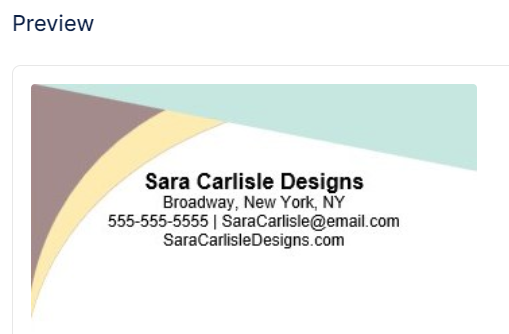 Preview
Sara Carlisle Designs
Broadway, New York, NY
555-555-5555 | SaraCarlisle@email.com
SaraCarlisleDesigns.com